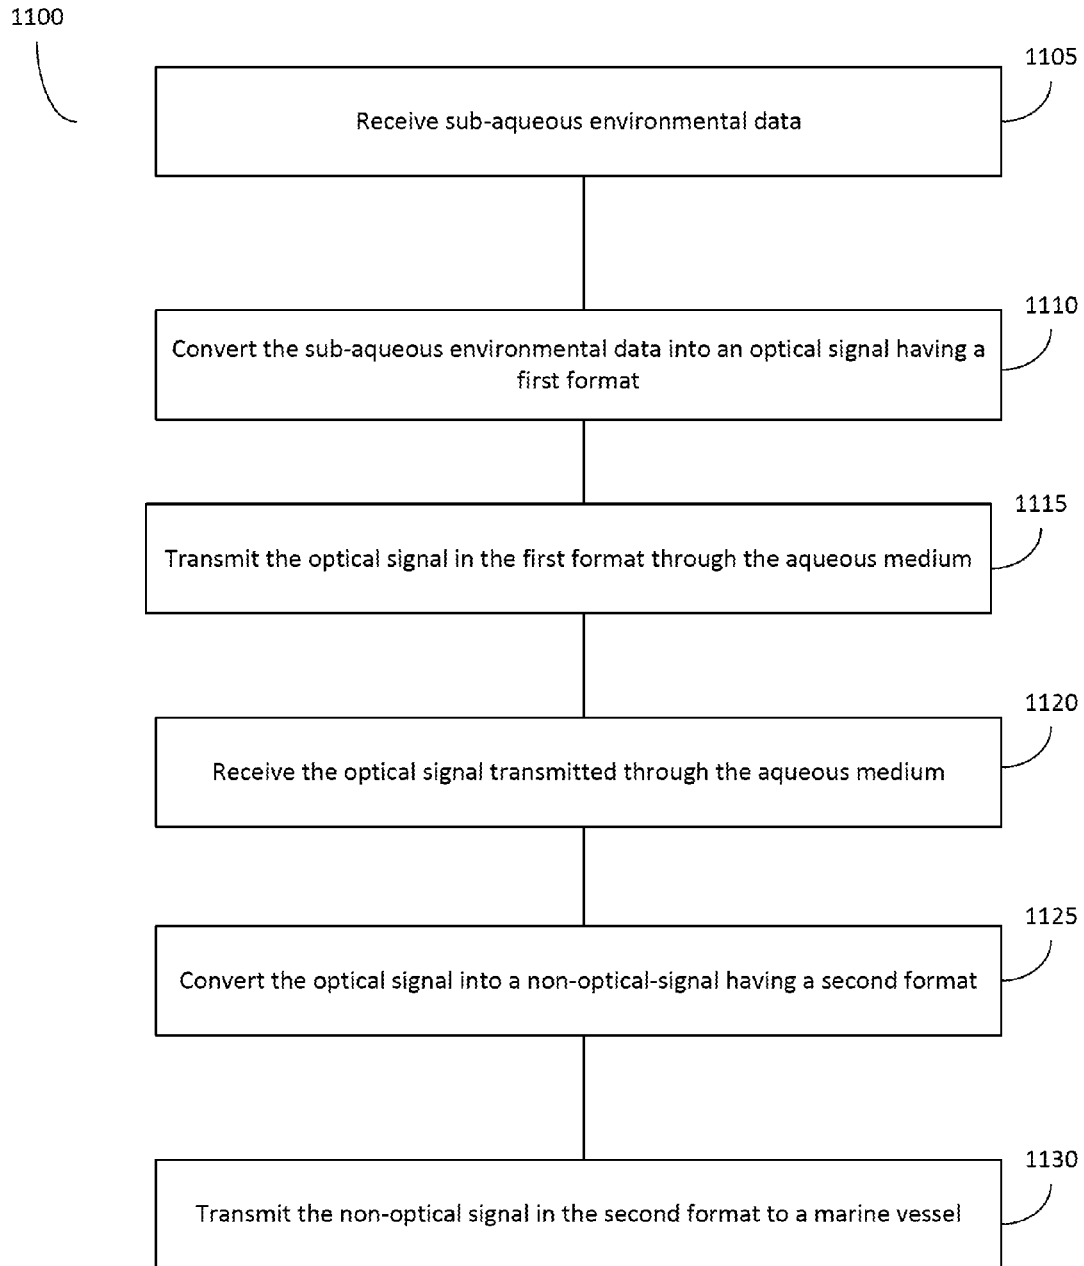 1100
1105
Receive sub-aqueous environmental data
1110
Convert the sub-aqueous environmental data into an optical signal having a
first format
1115
Transmit the optical signal in the first format through the aqueous medium
1120
Receive the optical signal transmitted through the aqueous medium
1125
Convert the optical signal into a non-optical-signal having a second format
1130
Transmit the non-optical signal in the second format to a marine vessel